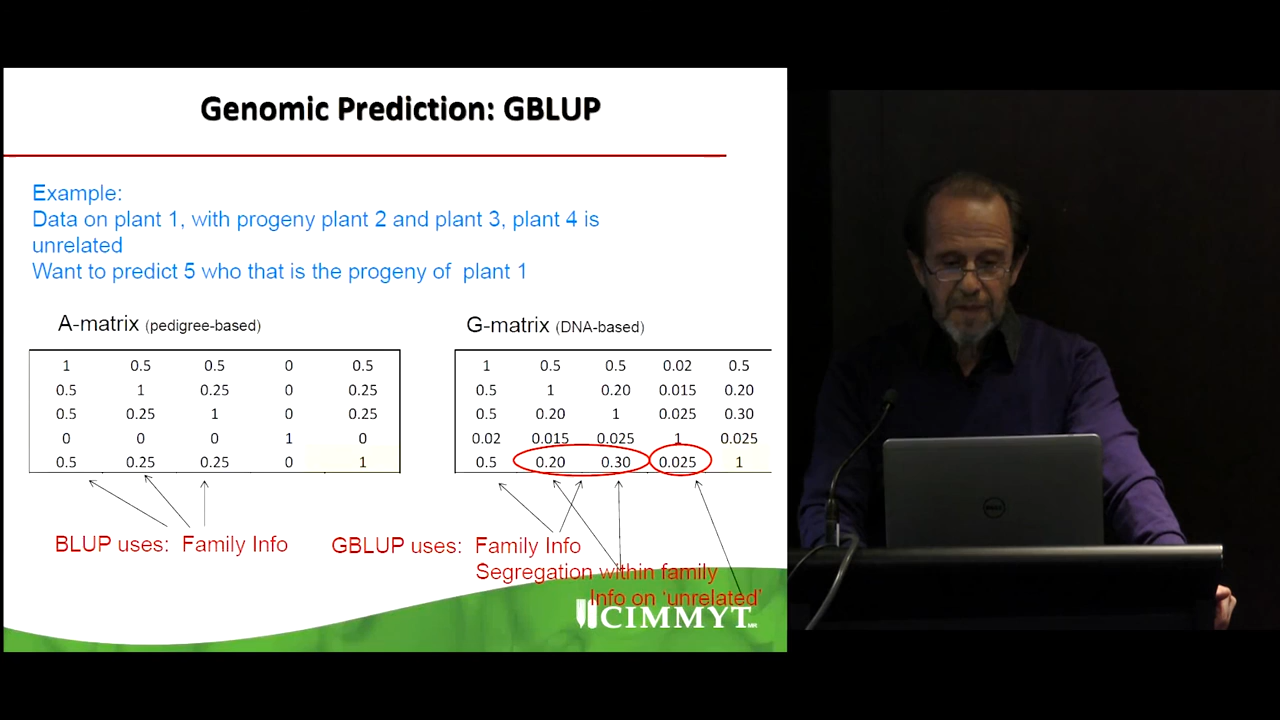 Genomic Prediction: GBLUP
Example:
Data on plant 1, with progeny plant 2 and plant 3, plant 4 is
unrelated
Want to predict 5 who that is the progeny of plant 1
A-matrix (pedigree-based)
1 0.5 0.5 0 0.5
0.5 1 0.25 0 0.25
0.5 0.25 1 0 0.25
0 0 0 1 0
0.5 0.25 0.25 0 1
BLUP uses: Family Info
G-matrix (DNA-based)
1 0.5 0.5 0.02 0.5
0.5 1 0.20 0.015 0.20
0.5 0.20 1 0.025 0.30
0.02 0.015 0.025 1 0.025
0.5 0.20 0.30 0.025 1
GBLUP uses: Family Info
Segregation within family
Info on 'unrelated'
CIMMYT MR
DELL